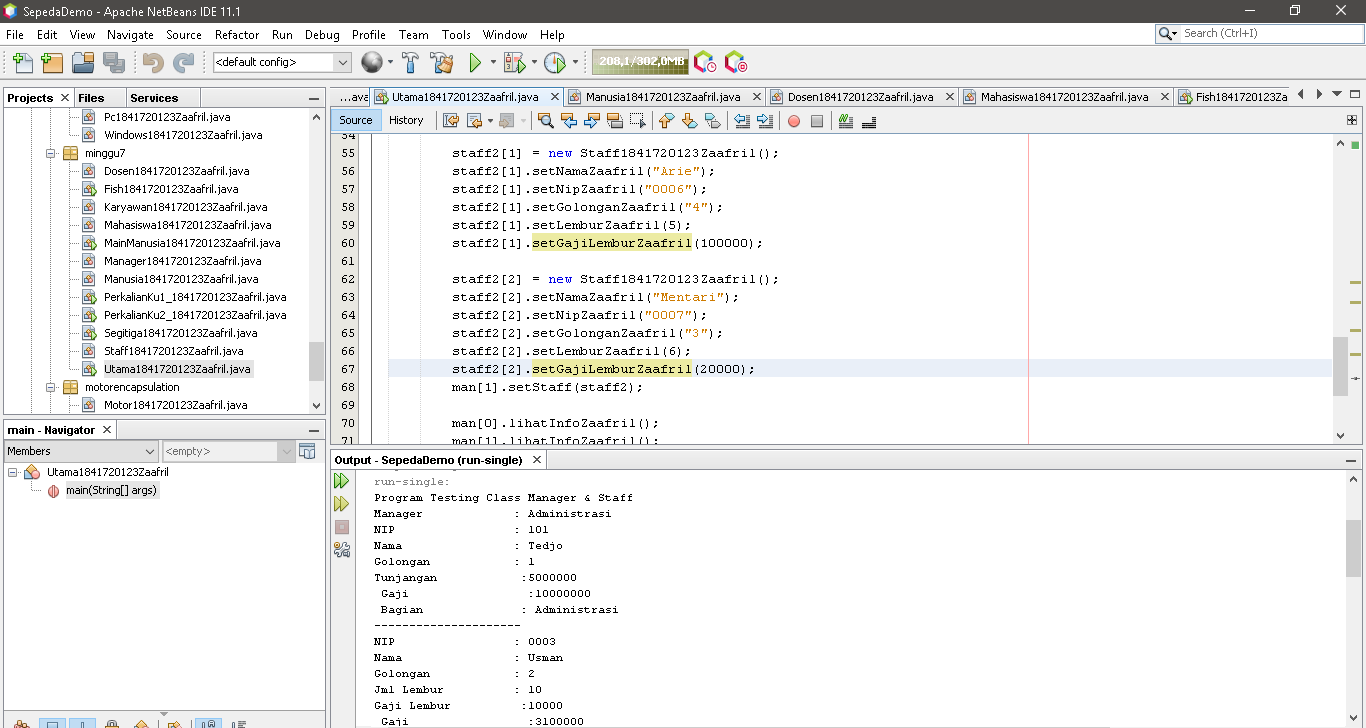 SepedaDemo - Apache NetBeans IDE 11.1
File Edit View Navigate Source Refactor Run Debug Profile Team Tools Window Help
Search (Ctrl+I)
<default config>
208,1/302,0MB
Projects Files Services
Pc1841720123Zaafril.java
Windows1841720123Zaafril.java
minggu7
Dosen1841720123Zaafril.java
Fish1841720123Zaafril.java
Karyawan1841720123Zaafril.java
Mahasiswa1841720123Zaafril.java
MainManusia1841720123Zaafril.java
Manager1841720123Zaafril.java
Manusia1841720123Zaafril.java
PerkalianKu1_1841720123Zaafril.java
PerkalianKu2_1841720123Zaafril.java
Segitiga1841720123Zaafril.java
Staff1841720123Zaafril.java
Utama1841720123Zaafril.java
motorencapsulation
Motor1841720123Zaafril.java
main - Navigator
Members
<empty>
Utama1841720123Zaafril
main(String[] args)
...ava Utama1841720123Zaafril.java Manusia1841720123Zaafril.java Dosen1841720123Zaafril.java Mahasiswa1841720123Zaafril.java Fish1841720123Za
Source History
54
55 staff2[1] = new Staff1841720123Zaafril();
56 staff2[1].setNamaZaafril("Arie");
57 staff2[1].setNipZaafril("0006");
58 staff2[1].setGolonganZaafril("4");
59 staff2[1].setLemburZaafril(5);
60 staff2[1].setGajiLemburZaafril(100000);
61
62 staff2[2] = new Staff1841720123Zaafril();
63 staff2[2].setNamaZaafril("Mentari");
64 staff2[2].setNipZaafril("0007");
65 staff2[2].setGolonganZaafril("3");
66 staff2[2].setLemburZaafril(6);
67 staff2[2].setGajiLemburZaafril(20000);
68 man[1].setStaff(staff2);
69
70 man[0].lihatInfoZaafril();
71 man[1].lihatInfoZaafril();
Output - SepedaDemo (run-single)
run-single:
Program Testing Class Manager & Staff
Manager : Administrasi
NIP : 101
Nama : Tedjo
Golongan : 1
Tunjangan :5000000
Gaji :10000000
Bagian : Administrasi
---------------------
NIP : 0003
Nama : Usman
Golongan : 2
Jml Lembur : 10
Gaji Lembur :10000
Gaji :3100000